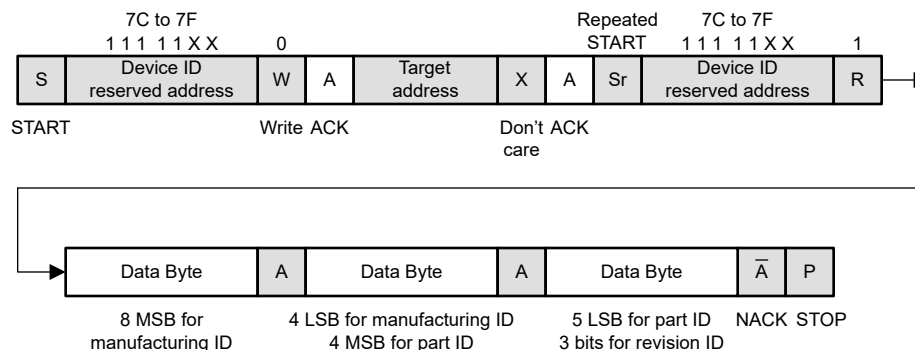 Repeated
7C to 7F START 7C to 7F
1 1 1 1 1 X X 0 1 1 1 1 1 X X 1
S Device ID reserved address W A Target address X A Sr Device ID reserved address R
START Write ACK Don't care ACK
Data Byte A Data Byte A Data Byte A̅ P
8 MSB for 4 LSB for manufacturing ID 5 LSB for part ID NACK STOP
manufacturing ID 4 MSB for part ID 3 bits for revision ID